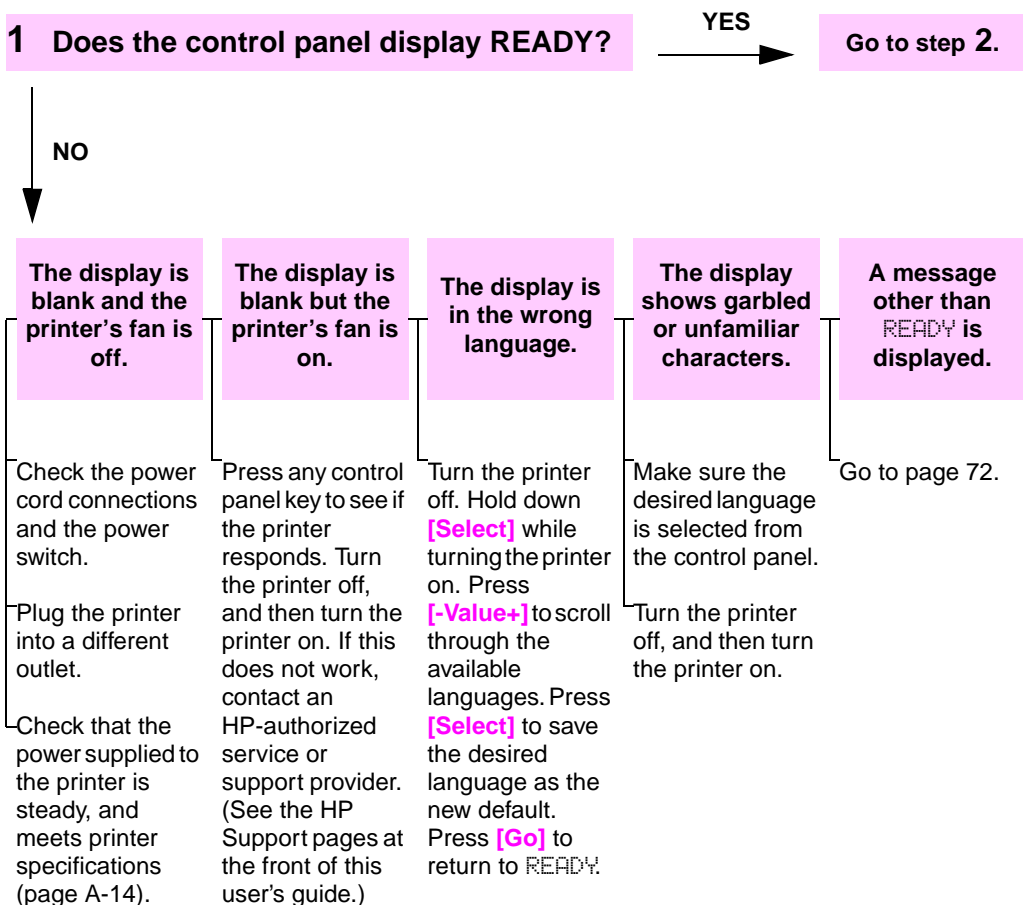 1 Does the control panel display READY?
YES
Go to step 2.
NO
The display is
blank and the
printer's fan is
off.
Check the power
cord connections
and the power
switch.
Plug the printer
into a different
outlet.
Check that the
power supplied to
the printer is
steady, and
meets printer
specifications
(page A-14).
The display is
blank but the
printer's fan is
on.
Press any control
panel key to see if
the printer
responds. Turn
the printer off,
and then turn the
printer on. If this
does not work,
contact an
HP-authorized
service or
support provider.
(See the HP
Support pages at
the front of this
user's guide.)
The display is
in the wrong
language.
Turn the printer
off. Hold down
[Select] while
turning the printer
on. Press
[-Value+] to scroll
through the
available
languages. Press
[Select] to save
the desired
language as the
new default.
Press [Go] to
return to READY.
The display
shows garbled
or unfamiliar
characters.
Make sure the
desired language
is selected from
the control panel.
Turn the printer
off, and then turn
the printer on.
A message
other than
READY is
displayed.
Go to page 72.